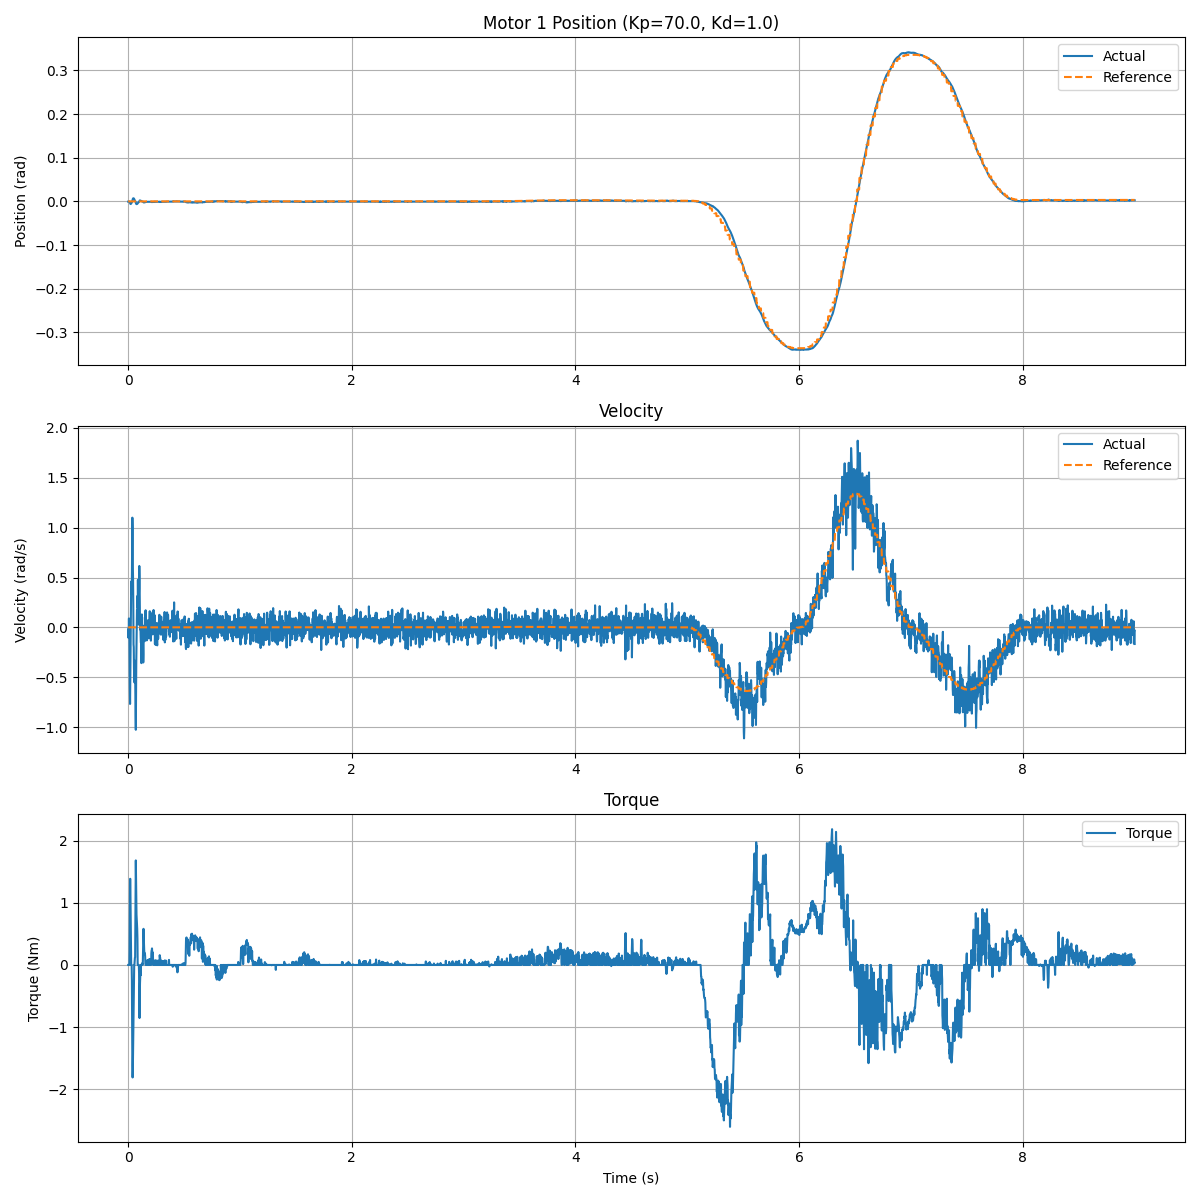 Motor 1 Position (Kp=70.0, Kd=1.0)
Actual
Reference
Position (rad)
0.3
0.2
0.1
0.0
−0.1
−0.2
−0.3
0 2 4 6 8
Velocity
Actual
Reference
Velocity (rad/s)
2.0
1.5
1.0
0.5
0.0
−0.5
−1.0
0 2 4 6 8
Torque
Torque
Torque (Nm)
2
1
0
−1
−2
0 2 4 6 8
Time (s)